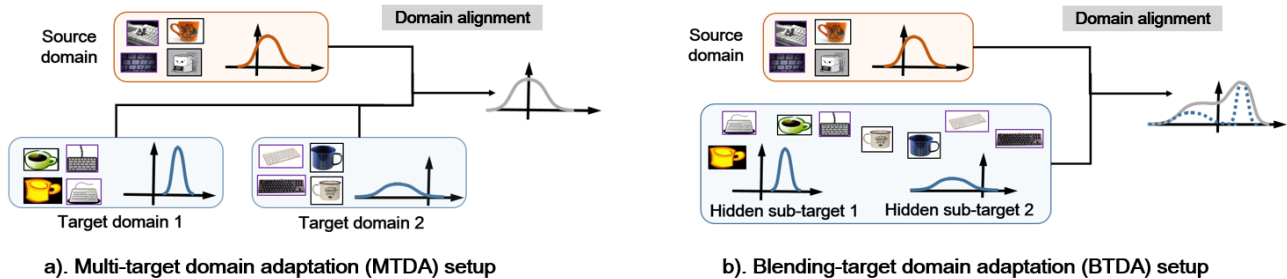 Domain alignment
Source
domain
Target domain 1
Target domain 2
a). Multi-target domain adaptation (MTDA) setup
Domain alignment
Source
domain
Hidden sub-target 1
Hidden sub-target 2
b). Blending-target domain adaptation (BTDA) setup